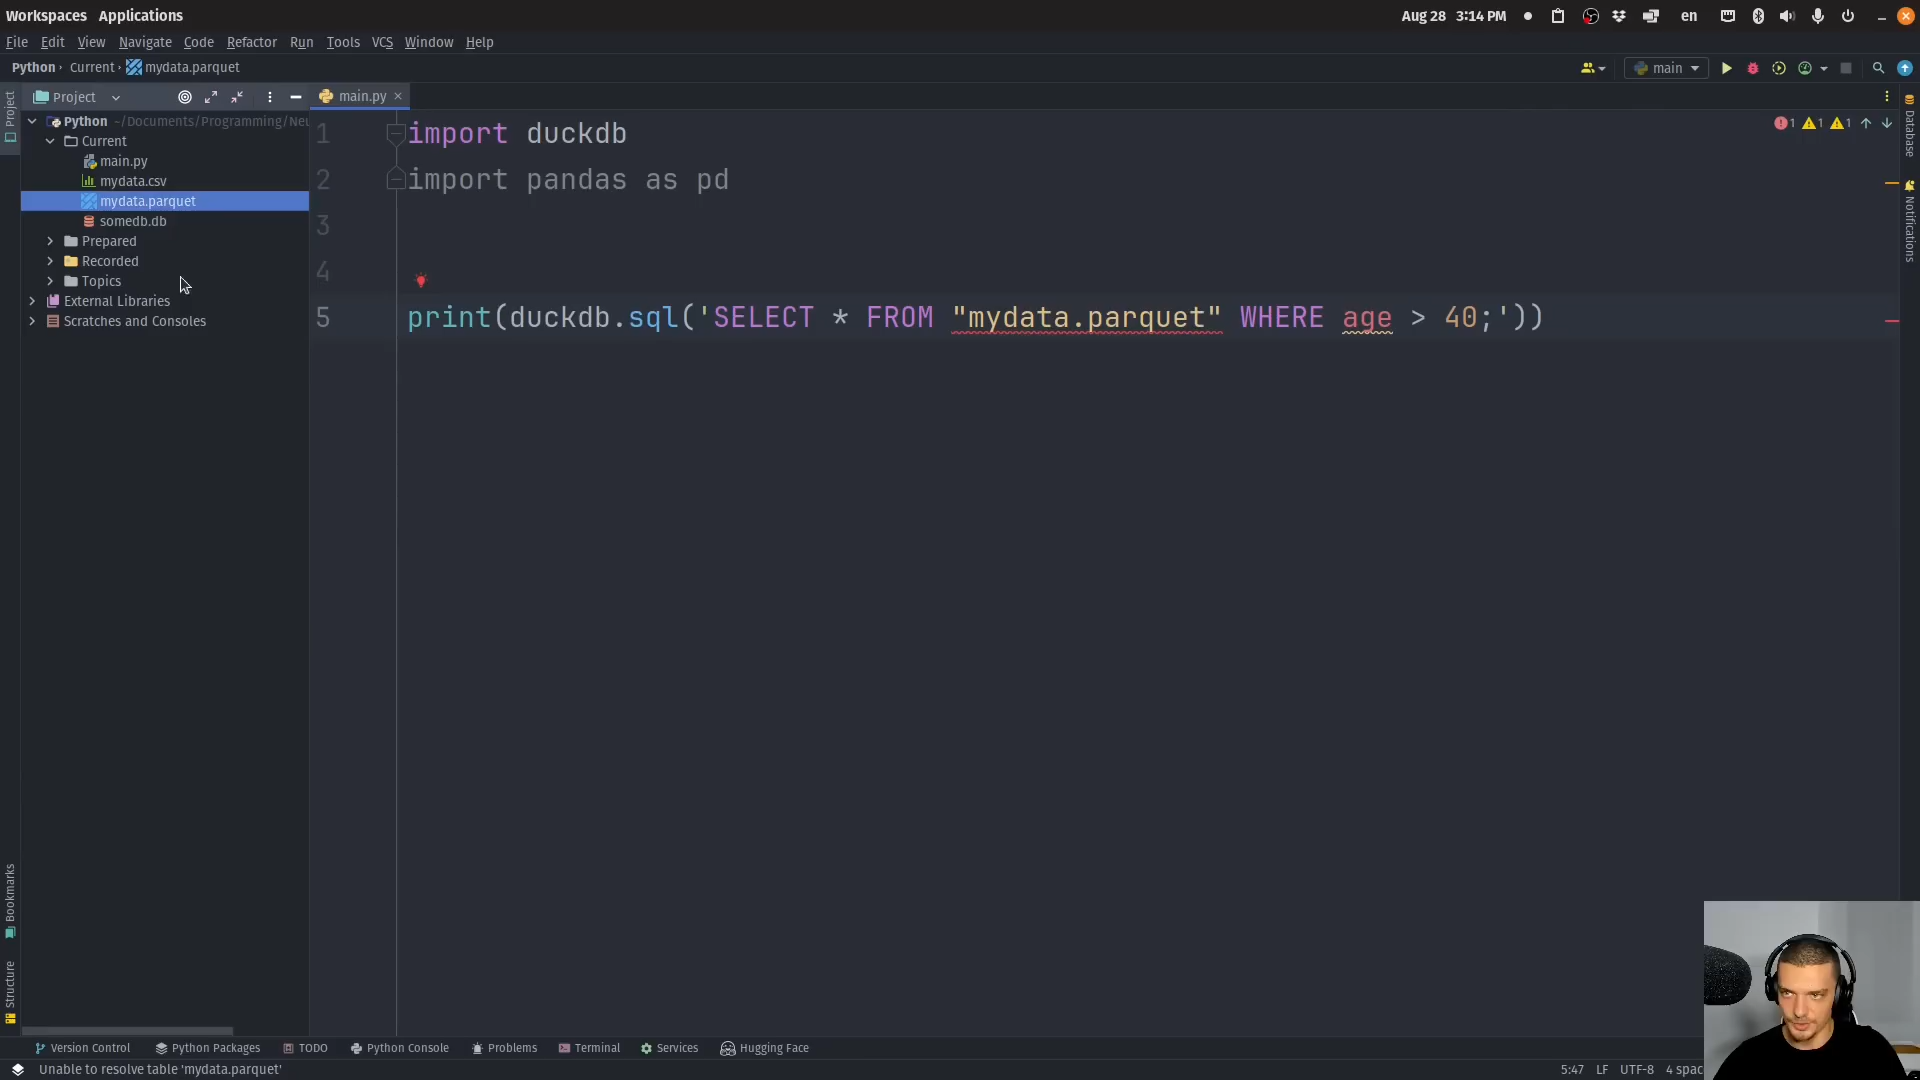 Workspaces Applications
Aug 28 3:14 PM
en
File Edit View Navigate Code Refactor Run Tools VCS Window Help
Python › Current › mydata.parquet
main
Project
main.py
Project
Python ~/Documents/Programming/Neu
Current
main.py
mydata.csv
mydata.parquet
somedb.db
Prepared
Recorded
Topics
External Libraries
Scratches and Consoles
1 import duckdb
2 import pandas as pd
3
4
5 print(duckdb.sql('SELECT * FROM "mydata.parquet" WHERE age > 40;'))
1 1 1
Database
Notifications
Bookmarks
Structure
Version Control Python Packages TODO Python Console Problems Terminal Services Hugging Face
Unable to resolve table 'mydata.parquet'
5:47 LF UTF-8 4 spac